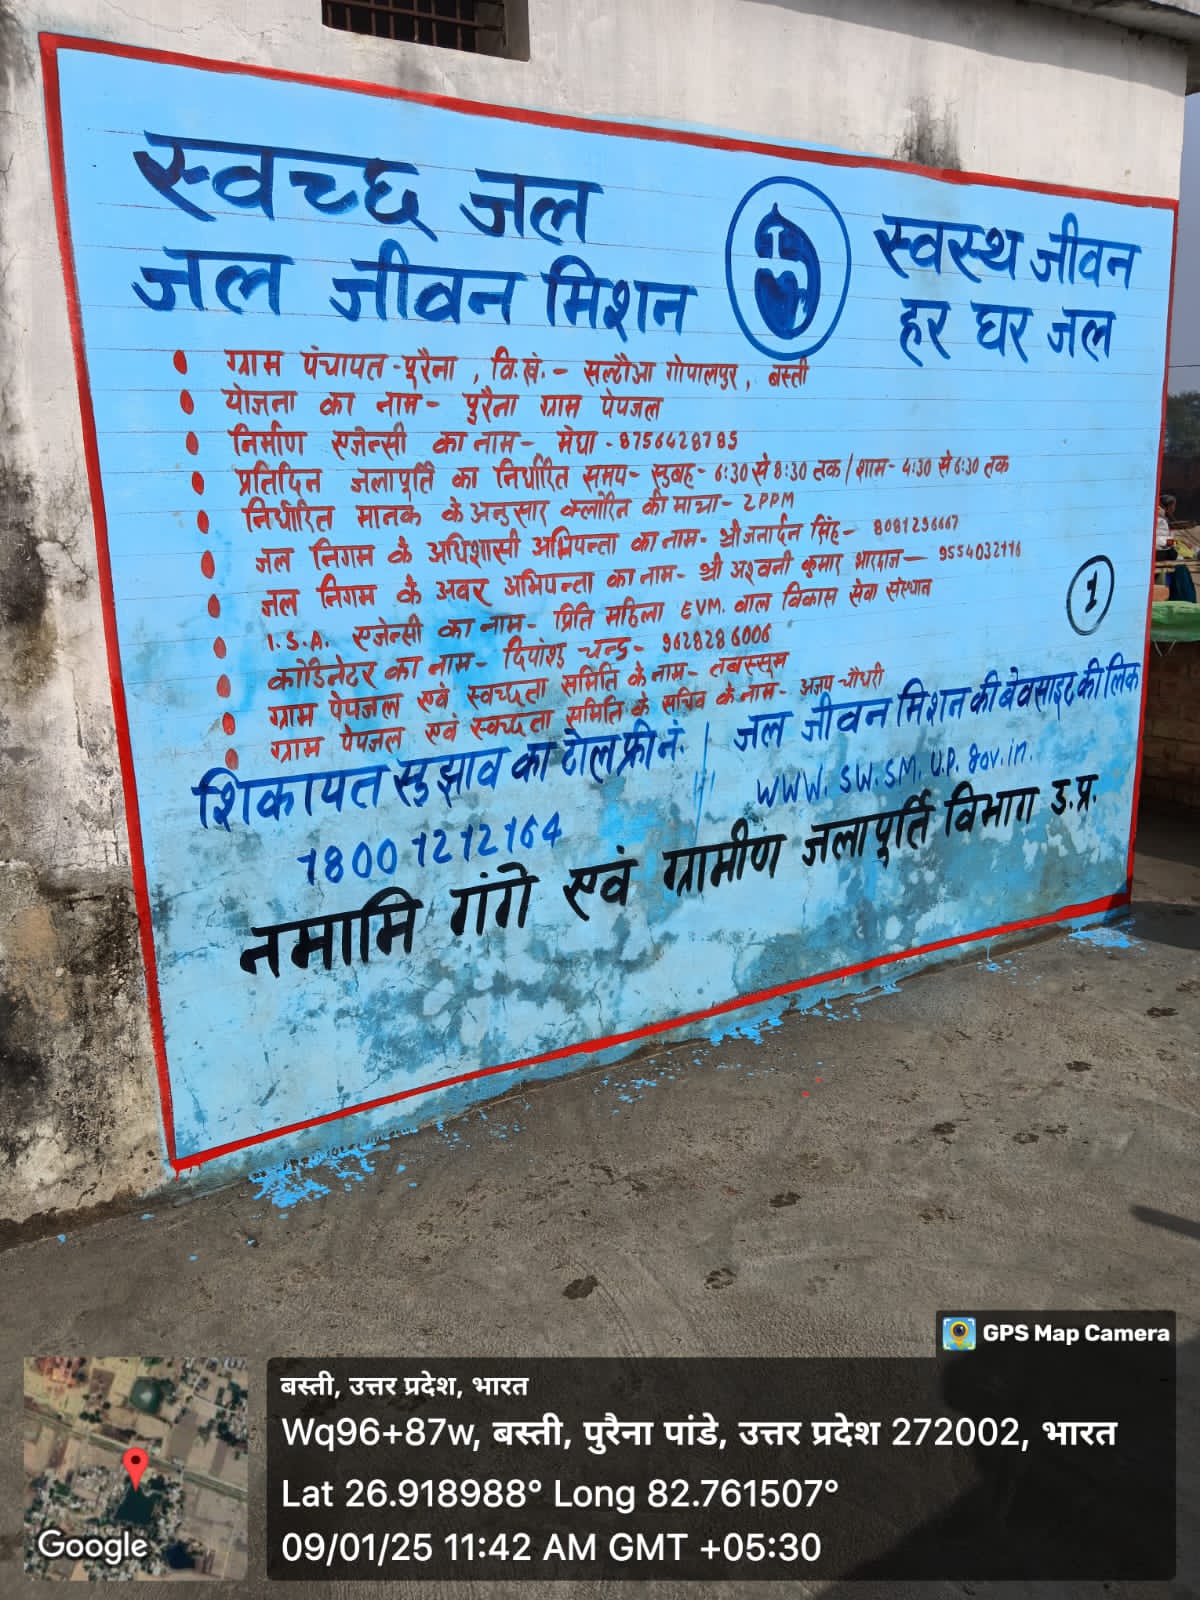 स्वच्छ जल
जल जीवन मिशन
स्वस्थ जीवन
हर घर जल
• ग्राम पंचायत - पुरैना , वि.खं. - सल्टौआ गोपालपुर , बस्ती
• योजना का नाम - पुरैना ग्राम पेयजल
• निर्माण एजेन्सी का नाम - मेघा - 8756428785
• प्रतिदिन जलापूर्ति का निर्धारित समय - सुबह - 6:30 से 8:30 तक / शाम - 4:30 से 6:30 तक
• निर्धारित मानक के अनुसार क्लोरिन की मात्रा - 2PPM
• जल निगम के अधिशासी अभियन्ता का नाम - श्री जनार्दन सिंह - 8081296667
• जल निगम के अवर अभियन्ता का नाम - श्री अश्वनी कुमार भारद्वाज - 9554032116
• I.S.A. एजेन्सी का नाम - प्रिति महिला EVM. वाल विकास सेवा संस्थान
• कोडिनेटर का नाम - दिपांशु चन्द्र - 9628286006
• ग्राम पेयजल एवं स्वच्छता समिति के नाम - तबस्सुम
• ग्राम पेयजल एवं स्वच्छता समिति के सचिव के नाम - अजय चौधरी
1
शिकायत सुझाव का टोल फ्री नं.
18001212164
जल जीवन मिशन की वेवसाइट की लिंक
WWW. SW.SM. U.P. Gov.in.
नमामि गंगे एवं ग्रामीण जलापूर्ति विभाग उ.प्र.
GPS Map Camera
बस्ती, उत्तर प्रदेश, भारत
Wq96+87w, बस्ती, पुरैना पांडे, उत्तर प्रदेश 272002, भारत
Lat 26.918988° Long 82.761507°
09/01/25 11:42 AM GMT +05:30
Google